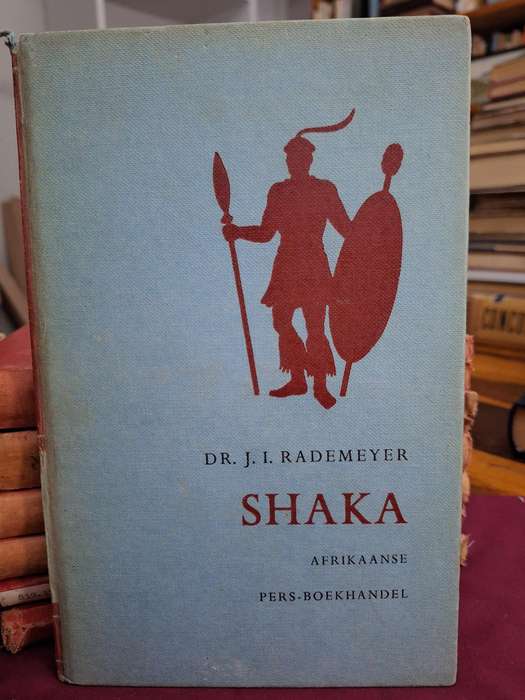 DR. J. I. RADEMEYER
SHAKA
AFRIKAANSE
PERS-BOEKHANDEL